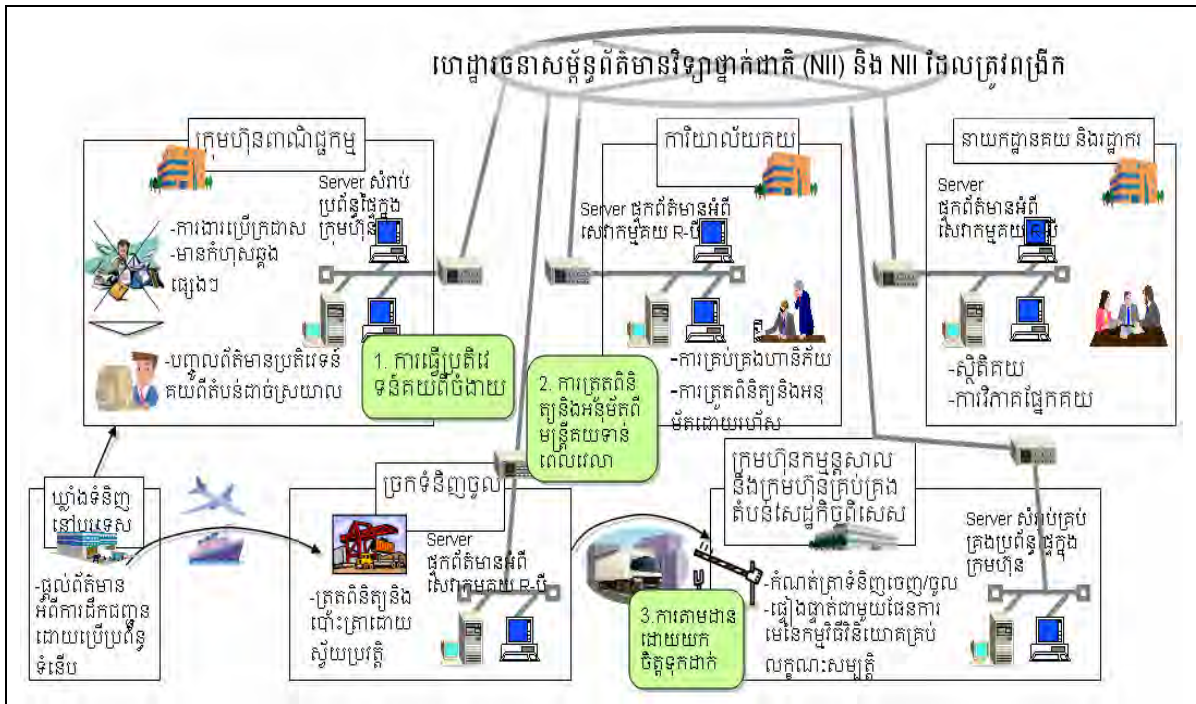 ហេដ្ឋារចនាសម្ព័ន្ធព័ត៌មានវិទ្យាថ្នាក់ជាតិ (NII) និង NII ដែលត្រូវពង្រីក
ក្រុមហ៊ុនពាណិជ្ជកម្ម
Server សំរាប់
ប្រព័ន្ធផ្ទៃក្នុង
ក្រុមហ៊ុន
-ការងារប្រើក្រដាស
-មានកំហុសឆ្គង
ផ្សេងៗ
-បញ្ចូលព័ត៌មានប្រតិវេទន៍
គយពីតំបន់ដាច់ស្រយាល
1. ការធ្វើប្រតិវេ
ទន៍គយពីចំងាយ
ការិយាល័យគយ
Server ផ្ទុកព័ត៌មានអំពី
សេវាកម្មគយ R-បី
-ការគ្រប់គ្រងហានិភ័យ
-ការត្រួតពិនិត្យនិងអនុ
ម័តដោយរហ័ស
2. ការត្រួតពិនិ
ត្យនិងអនុម័តពី
មន្ត្រីគយទាន់
ពេលវេលា
នាយកដ្ឋានគយ និងរដ្ឋាករ
Server
ផ្ទុកព័ត៌មានអំពី
សេវាកម្មគយ R-បី
-ស្ថិតិគយ
-ការវិភាគផ្នែកគយ
ឃ្លាំងទំនិញ
នៅបរទេស
-ផ្តល់ព័ត៌មាន
អំពីការដឹកជញ្ជូន
ដោយប្រើប្រព័ន្ធ
ទំនើប
ច្រកទំនិញចូល
Server
ផ្ទុកព័ត៌មានអំពី
សេវាកម្មគយ R-បី
-ត្រួតពិនិត្យនិង
បោះត្រាដោយ
ស្វ័យប្រវត្តិ
ក្រុមហ៊ុនកម្មន្តសាល
និងក្រុមហ៊ុនគ្រប់គ្រង
តំបន់សេដ្ឋកិច្ចពិសេស
Server សំរាប់គ្រប់
គ្រងប្រព័ន្ធផ្ទៃក្នុង
ក្រុមហ៊ុន
-កំណត់ត្រាទំនិញចេញ/ចូល
-ផ្ទៀងផ្ទាត់ជាមួយផែនការ
មេនៃកម្មវិធីវិនិយោគគ្រប់
លក្ខណៈសម្បត្តិ
3.ការតាមដាន
ដោយយក
ចិត្តទុកដាក់